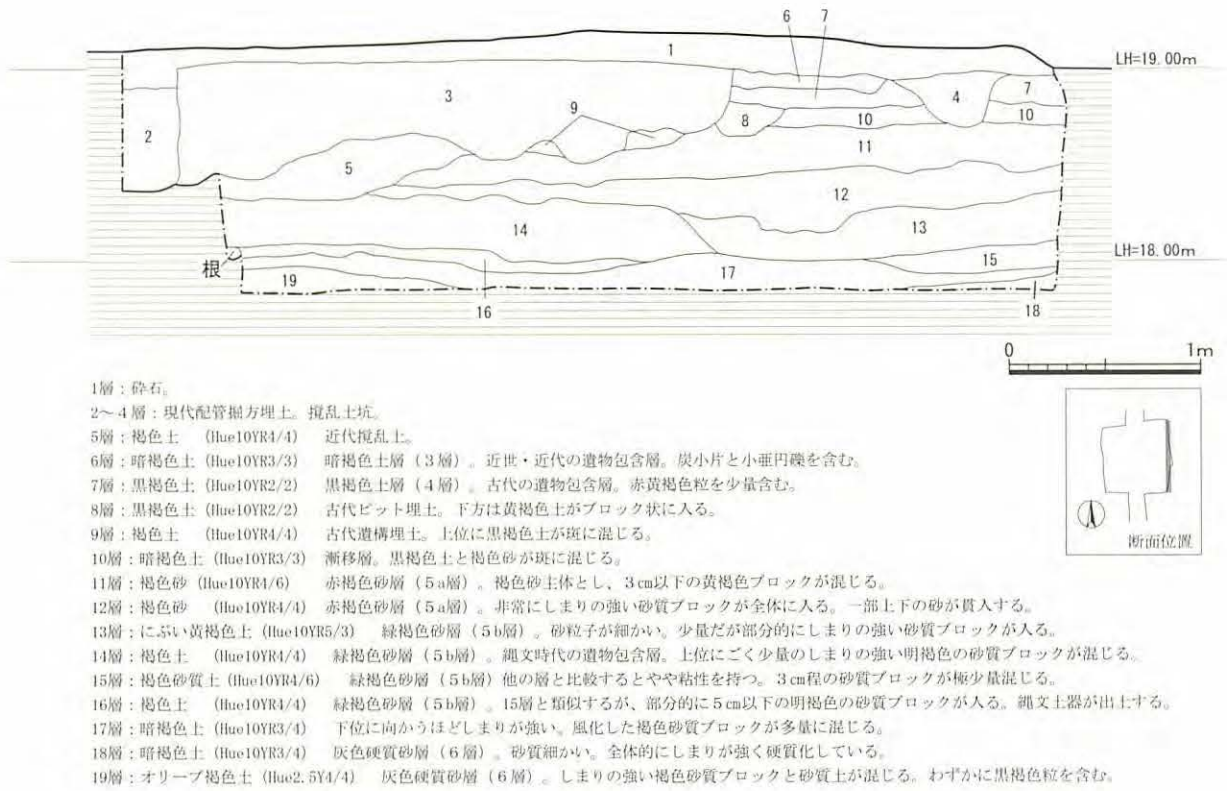 6 7
1
LH=19.00m
3
9
4
7
2
8
10
10
11
5
12
14
13
LH=18.00m
根
17
15
19
16
18
0 1m
断面位置
1層:砕石。
2~4層:現代配管掘方埋土。撹乱土坑。
5層:褐色土 (Hue10YR4/4) 近代撹乱土。
6層:暗褐色土 (Hue10YR3/3) 暗褐色土層(3層)。近世・近代の遺物包含層。炭小片と小亜円礫を含む。
7層:黒褐色土 (Hue10YR2/2) 黒褐色土層(4層)。古代の遺物包含層。赤黄褐色粒を少量含む。
8層:黒褐色土 (Hue10YR2/2) 古代ピット埋土。下方は黄褐色土がブロック状に入る。
9層:褐色土 (Hue10YR4/4) 古代遺構埋土。上位に黒褐色土が斑に混じる。
10層:暗褐色土 (Hue10YR3/3) 漸移層。黒褐色土と褐色砂が斑に混じる。
11層:褐色砂 (Hue10YR4/6) 赤褐色砂層(5a層)。褐色砂主体とし、3㎝以下の黄褐色ブロックが混じる。
12層:褐色砂 (Hue10YR4/4) 赤褐色砂層(5a層)。非常にしまりの強い砂質ブロックが全体に入る。一部上下の砂が貫入する。
13層:にぶい黄褐色土 (Hue10YR5/3) 緑褐色砂層(5b層)。砂粒子が細かい。少量だが部分的にしまりの強い砂質ブロックが入る。
14層:褐色土 (Hue10YR4/4) 緑褐色砂層(5b層)。縄文時代の遺物包含層。上位にごく少量のしまりの強い明褐色の砂質ブロックが混じる。
15層:褐色砂質土 (Hue10YR4/6) 緑褐色砂層(5b層)他の層と比較するとやや粘性を持つ。3㎝程の砂質ブロックが極少量混じる。
16層:褐色土 (Hue10YR4/4) 緑褐色砂層(5b層)。15層と類似するが、部分的に5㎝以下の明褐色の砂質ブロックが入る。縄文土器が出土する。
17層:暗褐色土 (Hue10YR3/4) 下位に向かうほどしまりが強い。風化した褐色砂質ブロックが多量に混じる。
18層:暗褐色土 (Hue10YR3/4) 灰色硬質砂層(6層)。砂質細かい。全体的にしまりが強く硬質化している。
19層:オリーブ褐色土 (Hue2.5Y4/4) 灰色硬質砂層(6層)。しまりの強い褐色砂質ブロックと砂質土が混じる。わずかに黒褐色粒を含む。